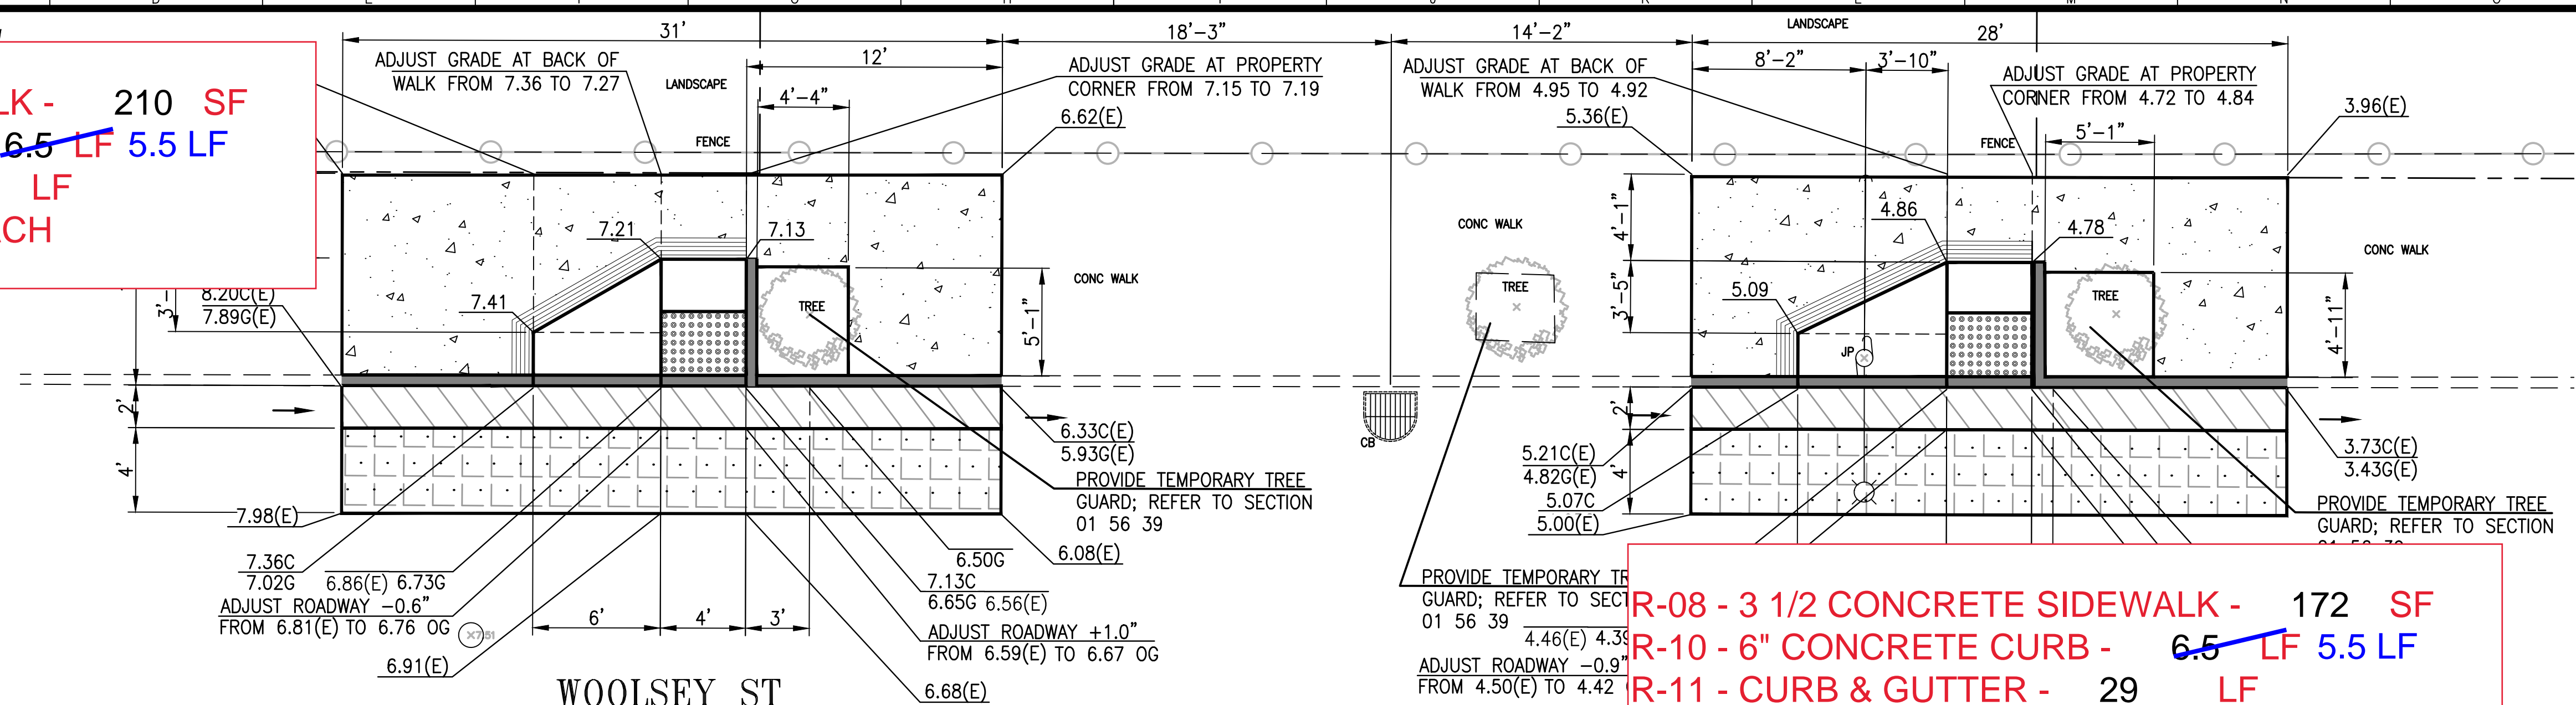 LANDSCAPE
31'
18'-3"
14'-2"
28'
ADJUST GRADE AT BACK OF
WALK FROM 7.36 TO 7.27
LANDSCAPE
12'
4'-4"
ADJUST GRADE AT PROPERTY
CORNER FROM 7.15 TO 7.19
6.62(E)
ADJUST GRADE AT BACK OF
WALK FROM 4.95 TO 4.92
5.36(E)
8'-2"
3'-10"
ADJUST GRADE AT PROPERTY
CORNER FROM 4.72 TO 4.84
3.96(E)
5'-1"
LK - 210 SF
6.5 LF 5.5 LF
LF
ACH
FENCE
FENCE
7.21
7.13
7.41
TREE
CONC WALK
5'-1"
8.20C(E)
7.89G(E)
3'-
2'
4'
CONC WALK
TREE
CB
4'-1"
3'-5"
4.86
4.78
5.09
JP
TREE
CONC WALK
4'-11"
2'
4'
7.98(E)
7.36C
7.02G
6.86(E) 6.73G
ADJUST ROADWAY -0.6"
FROM 6.81(E) TO 6.76 OG
×7.51
6.91(E)
6'
4'
3'
6.50G
7.13C
6.65G 6.56(E)
ADJUST ROADWAY +1.0"
FROM 6.59(E) TO 6.67 OG
6.68(E)
6.08(E)
6.33C(E)
5.93G(E)
PROVIDE TEMPORARY TREE
GUARD; REFER TO SECTION
01 56 39
WOOLSEY ST
5.21C(E)
4.82G(E)
5.07C
5.00(E)
PROVIDE TEMPORARY TR
GUARD; REFER TO SECT
01 56 39
4.46(E) 4.39
ADJUST ROADWAY -0.9"
FROM 4.50(E) TO 4.42
3.73C(E)
3.43G(E)
PROVIDE TEMPORARY TREE
GUARD; REFER TO SECTION
R-08 - 3 1/2 CONCRETE SIDEWALK - 172 SF
R-10 - 6" CONCRETE CURB - 6.5 LF 5.5 LF
R-11 - CURB & GUTTER - 29 LF